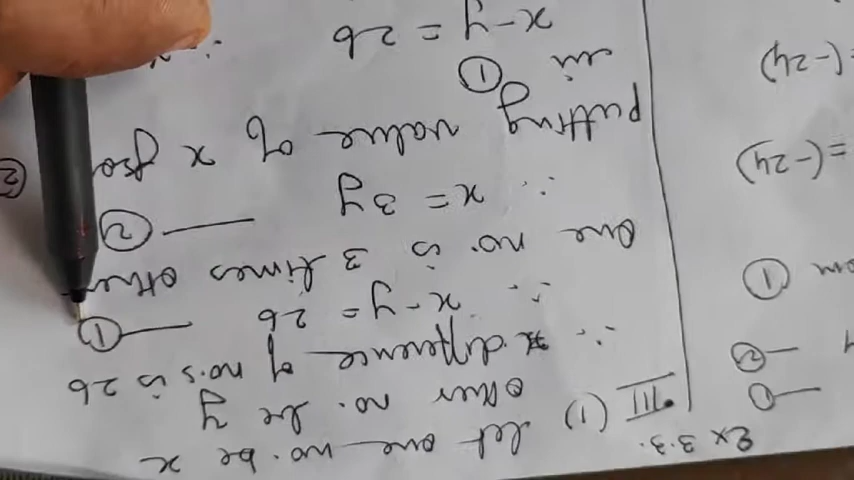 Ex 3.3.
III (1) let one no. be x
other no. be y
∴ difference of no.s is 26
∴ x - y = 26 — ①
one no. is 3 times other
∴ x = 3y — ②
putting value of x from
in ①
x - y = 26
— ①
— ②
①
= (-24)
= (-24)
②